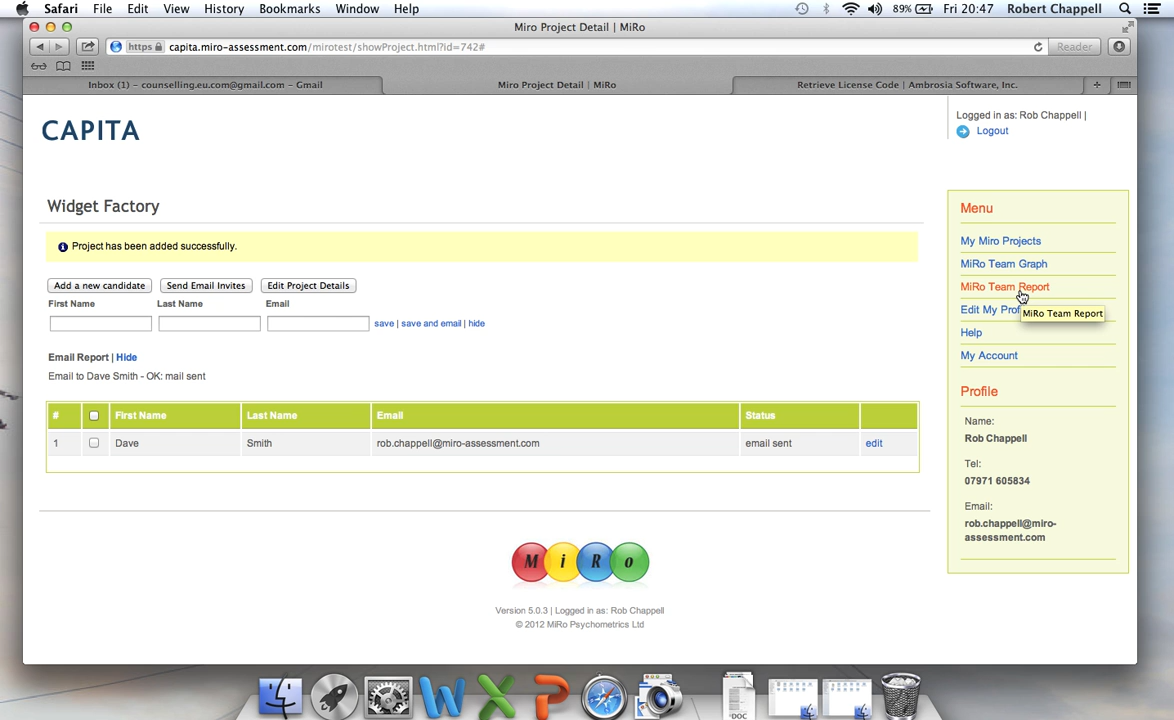 Safari File Edit View History Bookmarks Window Help 89% Fri 20:47 Robert Chappell
Miro Project Detail | MiRo
https capita.miro-assessment.com/mirotest/showProject.html?id=742# Reader
Inbox (1) – counselling.eu.com@gmail.com – Gmail
Miro Project Detail | MiRo
Retrieve License Code | Ambrosia Software, Inc.
CAPITA
Logged in as: Rob Chappell |
Logout
Widget Factory
Project has been added successfully.
Add a new candidate Send Email Invites Edit Project Details
First Name Last Name Email
save | save and email | hide
Email Report | Hide
Email to Dave Smith - OK: mail sent
# First Name Last Name Email Status
1 Dave Smith rob.chappell@miro-assessment.com email sent edit
Menu
My Miro Projects
MiRo Team Graph
MiRo Team Report
Edit My Prof
MiRo Team Report
Help
My Account
Profile
Name:
Rob Chappell
Tel:
07971 605834
Email:
rob.chappell@miro-
assessment.com
M i R o
Version 5.0.3 | Logged in as: Rob Chappell
© 2012 MiRo Psychometrics Ltd
DOC